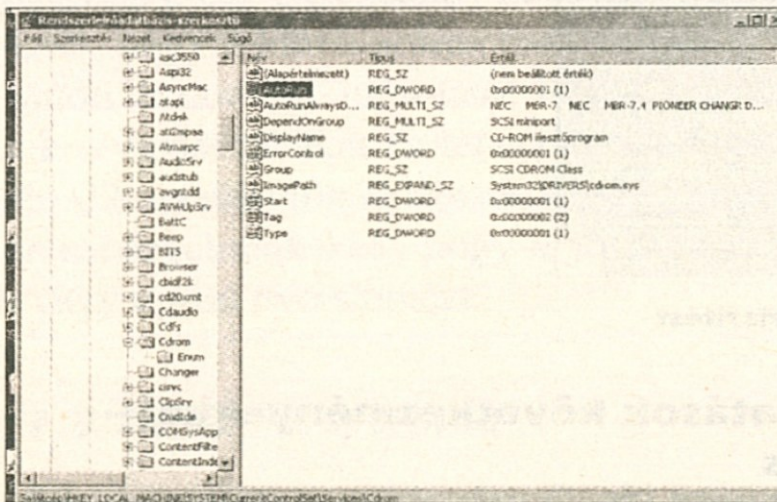 Rendszerleíróadatbázis-szerkesztő
Fájl Szerkesztés Nézet Kedvencek Súgó
Név Típus Érték
(Alapértelmezett) REG_SZ (nem beállított érték)
AutoRun REG_DWORD 0x00000001 (1)
AutoRunAlwaysD... REG_MULTI_SZ NEC MBR-7 NEC MBR-7.4 PIONEER CHANGR D...
DependOnGroup REG_MULTI_SZ SCSI miniport
DisplayName REG_SZ CD-ROM illesztőprogram
ErrorControl REG_DWORD 0x00000001 (1)
Group REG_SZ SCSI CDROM Class
ImagePath REG_EXPAND_SZ System32\DRIVERS\cdrom.sys
Start REG_DWORD 0x00000001 (1)
Tag REG_DWORD 0x00000002 (2)
Type REG_DWORD 0x00000001 (1)
asc3550
Aspi32
AsyncMac
atapi
Atdisk
Atmarpc
AudioSrv
audstub
avgntdd
AVWUpSrv
BattC
Beep
BITS
Browser
cbidf2k
cd20xrnt
Cdaudio
Cdfs
Cdrom
Enum
Changer
cisvc
ClipSrv
CmdIde
COMSysApp
ContentFilte
ContentInde
Sajátgép\HKEY_LOCAL_MACHINE\SYSTEM\CurrentControlSet\Services\Cdrom